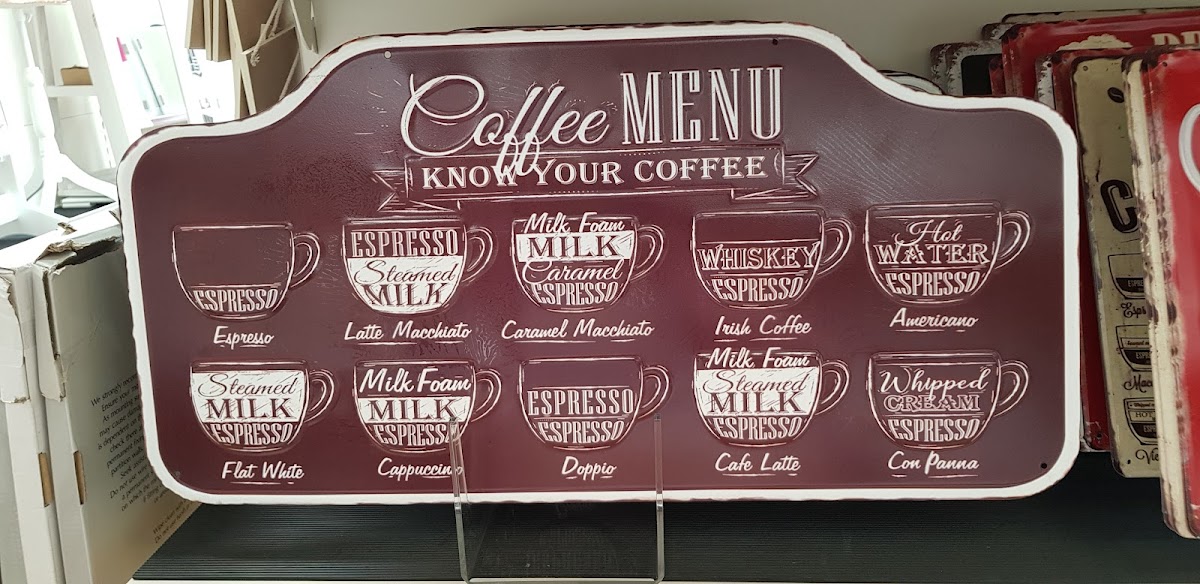 Coffee MENU
KNOW YOUR COFFEE
ESPRESSO
Espresso
ESPRESSO
Steamed
MILK
Latte Macchiato
Milk Foam
MILK
Caramel
ESPRESSO
Caramel Macchiato
WHISKEY
ESPRESSO
Irish Coffee
Hot
WATER
ESPRESSO
Americano
Steamed
MILK
ESPRESSO
Flat White
Milk Foam
MILK
ESPRESSO
Cappuccino
ESPRESSO
ESPRESSO
Doppio
Milk Foam
Steamed
MILK
ESPRESSO
Cafe Latte
Whipped
CREAM
ESPRESSO
Con Panna